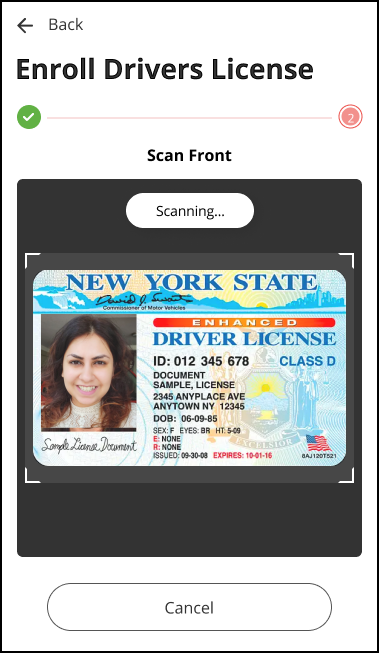 Back
Enroll Drivers License
2
Scan Front
Scanning...
NEW YORK STATE
Commissioner of Motor Vehicles
ENHANCED
DRIVER LICENSE
ID: 012 345 678 CLASS D
DOCUMENT
SAMPLE, LICENSE
2345 ANYPLACE AVE
ANYTOWN NY 12345
DOB: 06-09-85
SEX: F EYES: BR HT: 5-09
E: NONE
R: NONE
ISSUED: 09-30-08 EXPIRES: 10-01-16
Sample License Document
EXCELSIOR
8AJ120T521
Cancel